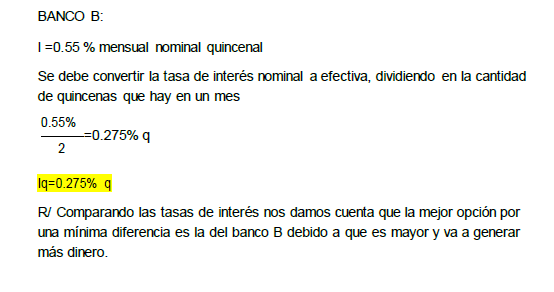 BANCO B:
I =0.55 % mensual nominal quincenal
Se debe convertir la tasa de interés nominal a efectiva, dividiendo en la cantidad
de quincenas que hay en un mes
0.55%
=0.275% q
2
Iq=0.275% q
R/ Comparando las tasas de interés nos damos cuenta que la mejor opción por
una mínima diferencia es la del banco B debido a que es mayor y va a generar
más dinero.